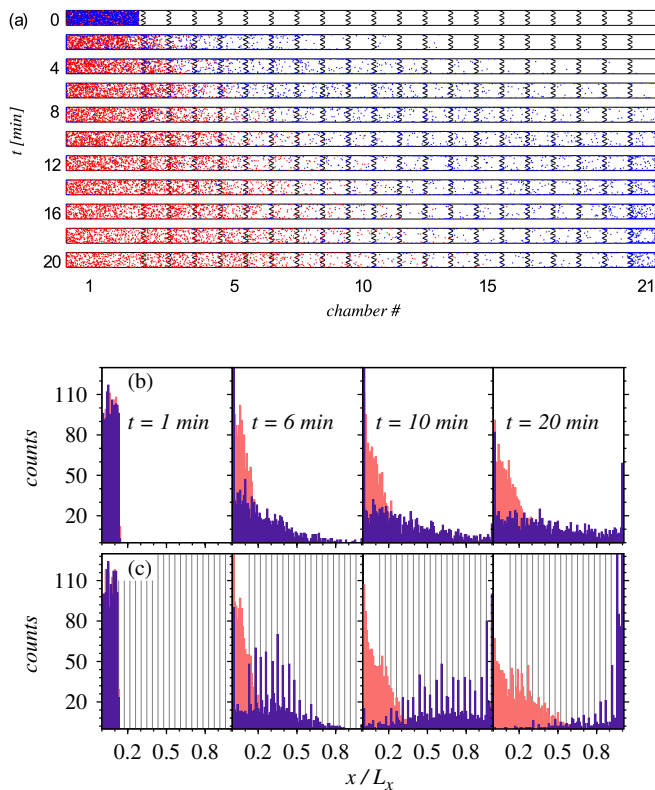 (a)
0
4
8
12
16
20
t [min]
1 5 10 15 21
chamber #
(b)
t = 1 min t = 6 min t = 10 min t = 20 min
130
80
50
20
counts
(c)
130
80
50
20
counts
0.2 0.5 0.8 0.2 0.5 0.8 0.2 0.5 0.8 0.2 0.5 0.8
x / Lx